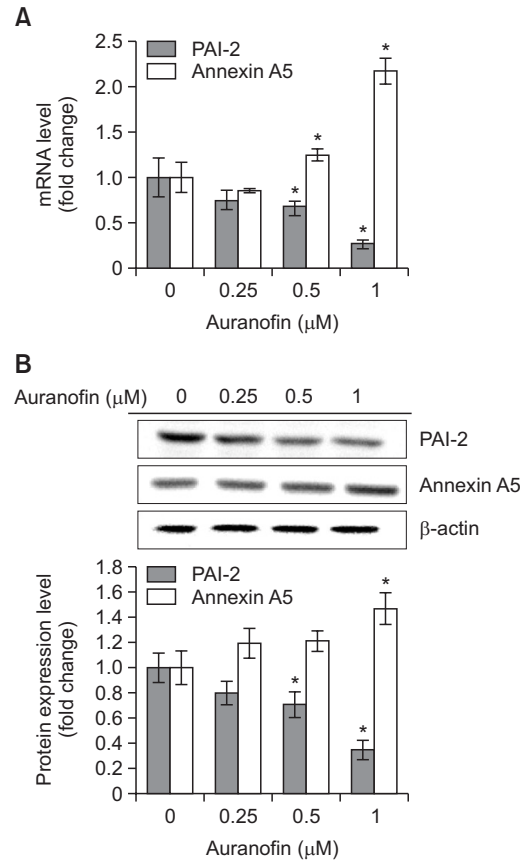 A
2.5
2.0
1.5
1.0
0.5
0
mRNA level
(fold change)
PAI-2
Annexin A5
*
*
*
*
0 0.25 0.5 1
Auranofin (μM)
B
Auranofin (μM) 0 0.25 0.5 1
PAI-2
Annexin A5
β-actin
1.8
1.6
1.4
1.2
1.0
0.8
0.6
0.4
0.2
0
Protein expression level
(fold change)
PAI-2
Annexin A5
*
*
*
0 0.25 0.5 1
Auranofin (μM)